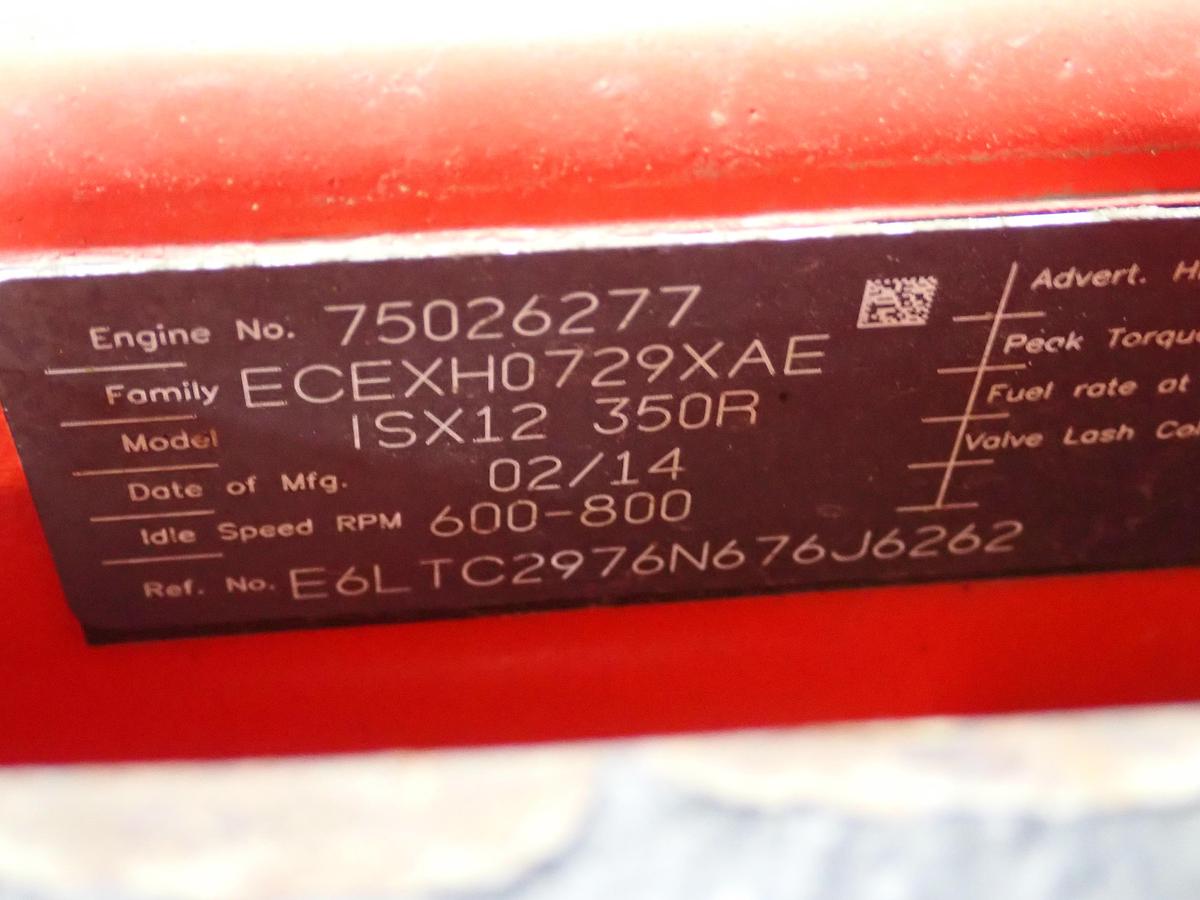 Engine No. 75026277
Family ECEXH0729XAE
Model ISX12 350R
Date of Mfg. 02/14
Idle Speed RPM 600-800
Ref. No. E6LTC2976N676J6262
Advert.
Peak
Fuel rate at
Valve Lash